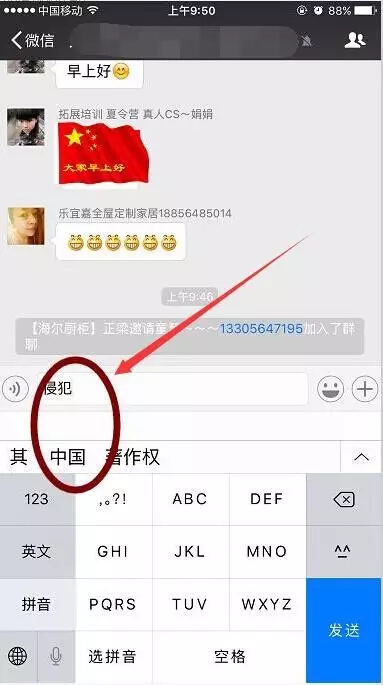 中国移动 上午9:50 88%
微信
早上好😊
拓展培训 夏令营 真人CS～娟娟
大家早上好
乐宜嘉全屋定制家居18856485014
😁😁😁😁😁😁
上午9:46
【海尔厨柜】正梁邀请童
～～～13305647195加入了群
聊
侵犯
其 中国 著作权
123 ,。?! ABC DEF
英文 GHI JKL MNO ^^
拼音 PQRS TUV WXYZ 发送
选拼音 空格